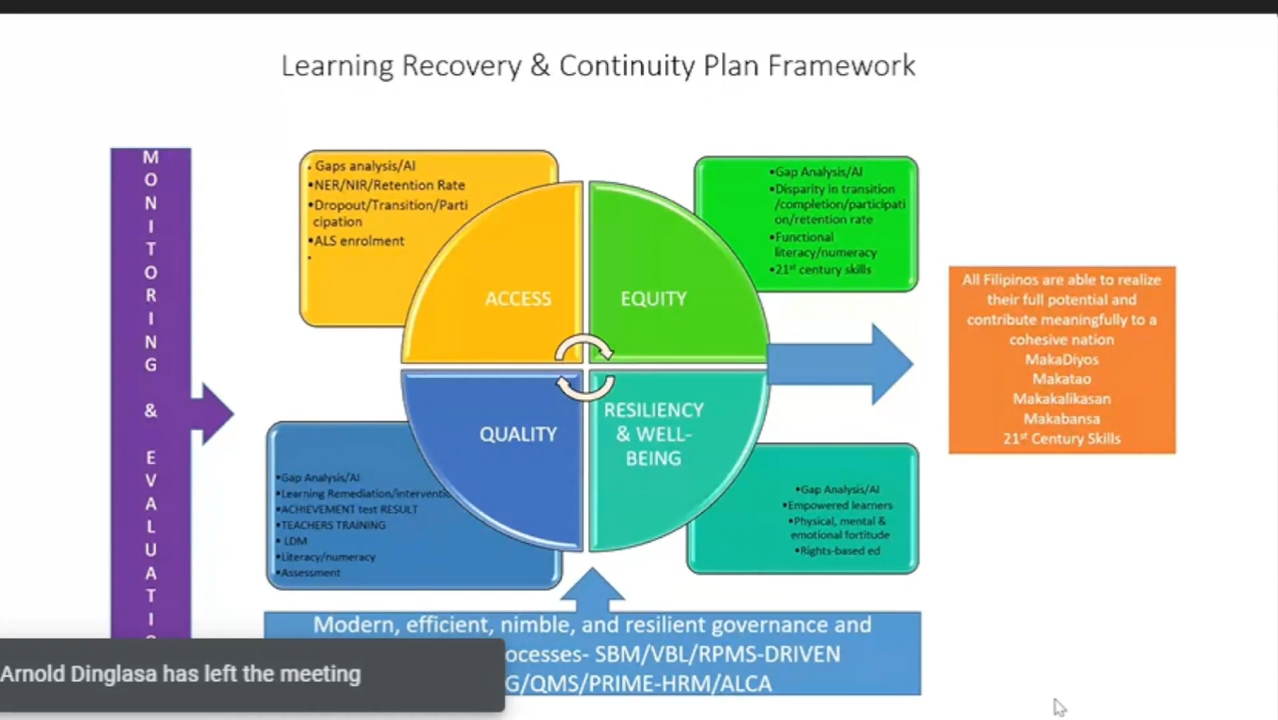 Learning Recovery & Continuity Plan Framework
MONITORING & EVALUATIO
• Gaps analysis/AI
•NER/NIR/Retention Rate
•Dropout/Transition/Parti
cipation
•ALS enrolment
•
•Gap Analysis/AI
•Disparity in transition
/completion/participati
on/retention rate
•Functional
literacy/numeracy
•21st century skills
ACCESS
EQUITY
All Filipinos are able to realize
their full potential and
contribute meaningfully to a
cohesive nation
MakaDiyos
Makatao
Makakalikasan
Makabansa
21st Century Skills
QUALITY
RESILIENCY
& WELL-
BEING
•Gap Analysis/AI
•Learning Remediation/interventio
•ACHIEVEMENT test RESULT
•TEACHERS TRAINING
• LDM
•Literacy/numeracy
•Assessment
•Gap Analysis/AI
•Empowered learners
•Physical, mental &
emotional fortitude
•Rights-based ed
Modern, efficient, nimble, and resilient governance and
ocesses- SBM/VBL/RPMS-DRIVEN
G/QMS/PRIME-HRM/ALCA
Arnold Dinglasa has left the meeting